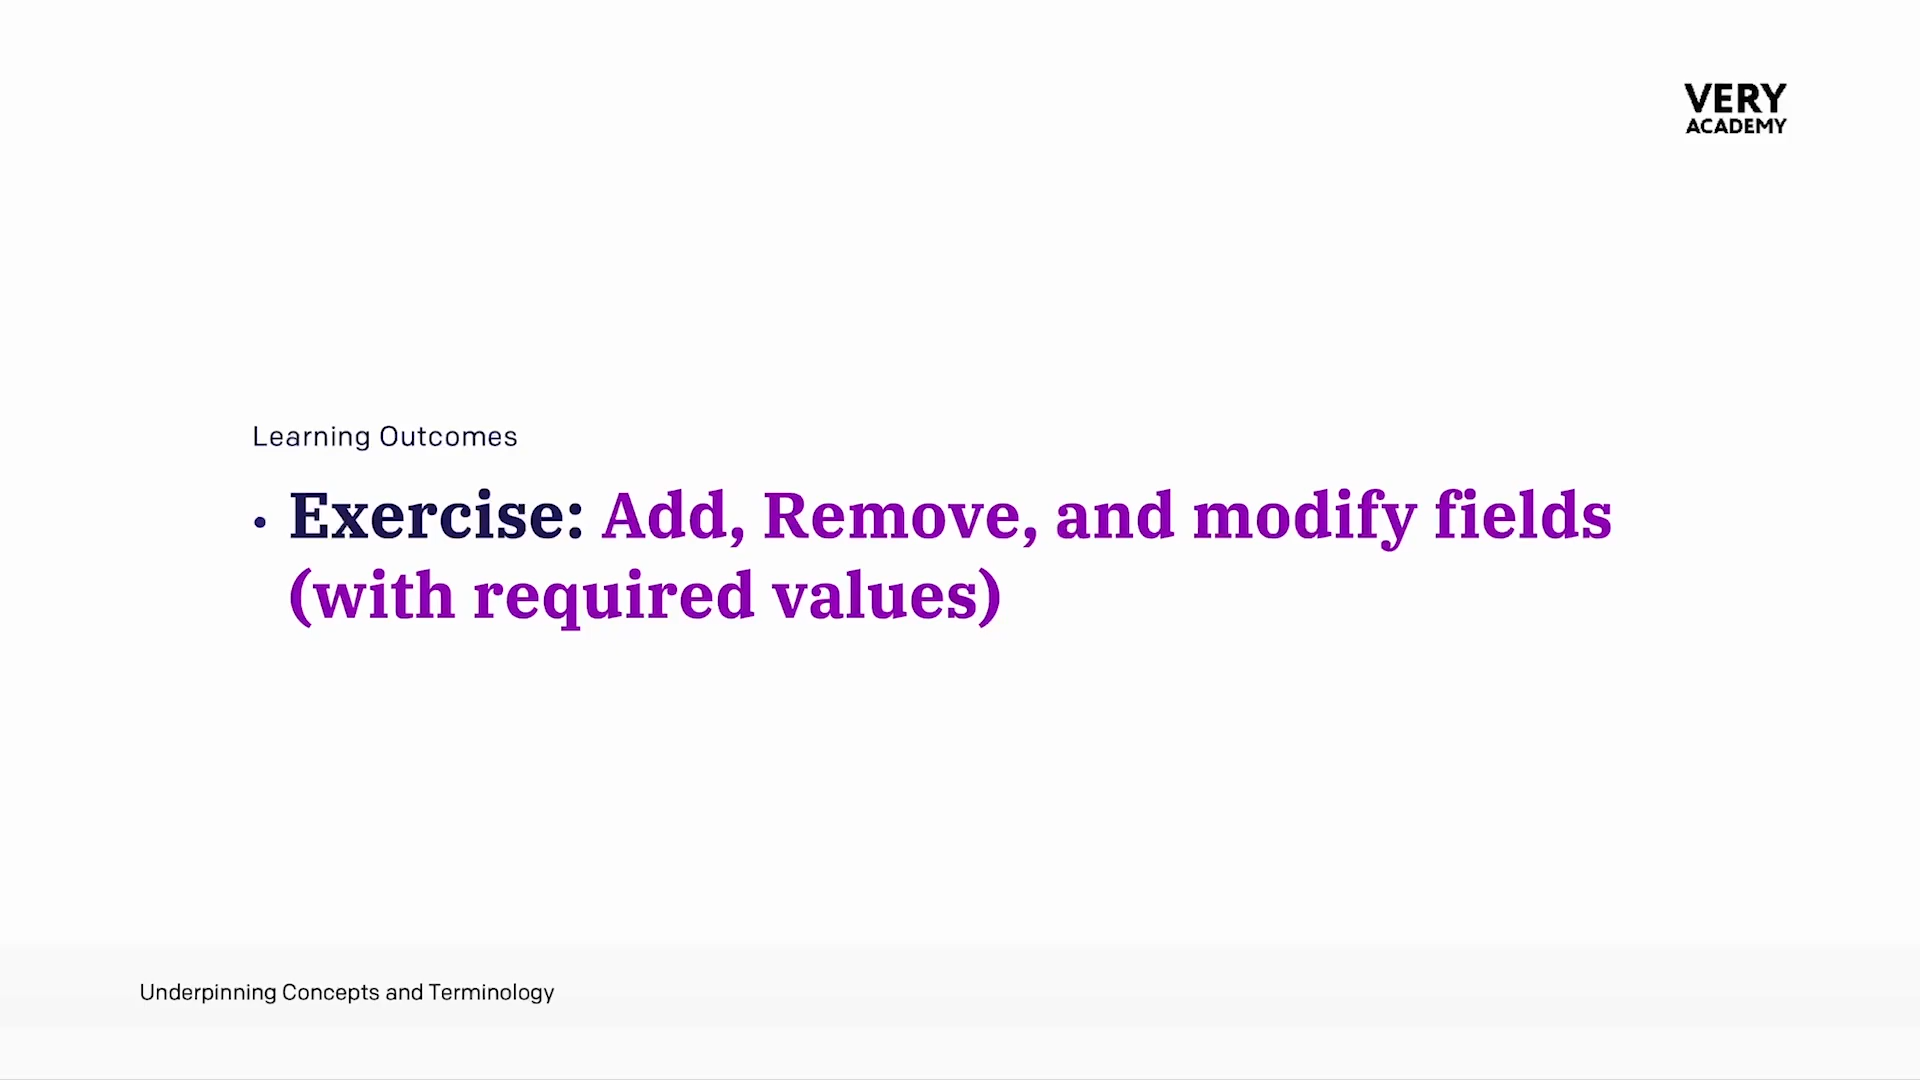 VERY
ACADEMY
Learning Outcomes
• Exercise: Add, Remove, and modify fields
(with required values)
Underpinning Concepts and Terminology